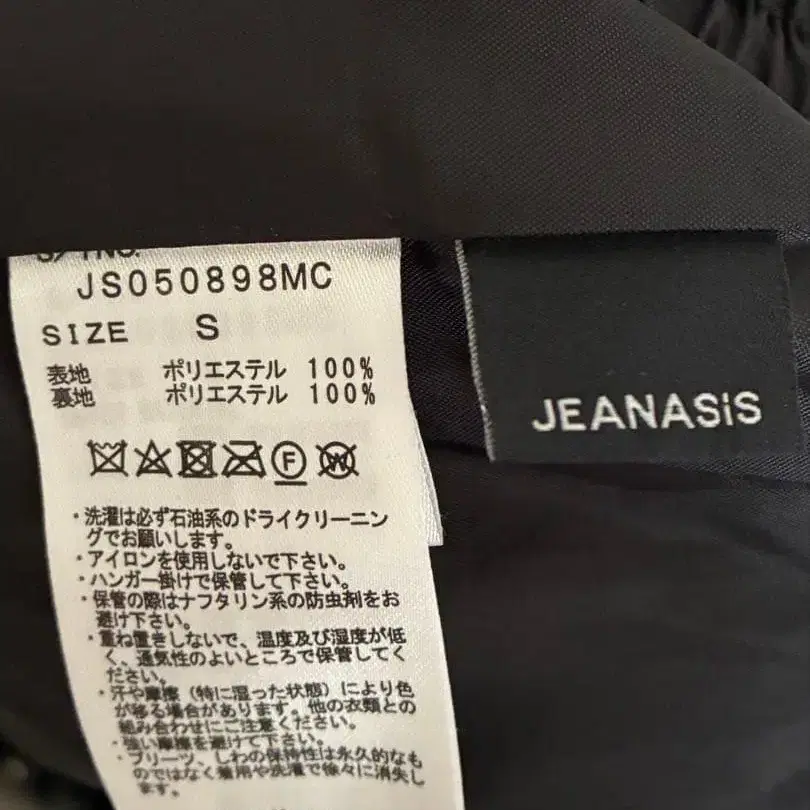 JS050898MC
SIZE S
表地 ポリエステル 100%
裏地 ポリエステル 100%
F
W
・洗濯は必ず石油系のドライクリーニン
グでお願いします。
・アイロンを使用しないで下さい。
・ハンガー掛けで保管して下さい。
・保管の際はナフタリン系の防虫剤をお
避け下さい。
・重ね置きしないで、温度及び湿度が低
く、通気性のよいところで保管してく
ださい。
・汗や摩擦（特に湿った状態）により色
が移る場合があります。他の衣類との
組み合わせにご注意ください。
・強い摩擦を避けて下さい。
・プリーツ、しわの保持性は永久的なも
のではなく着用や洗濯で徐々に消失し
ます。
JEANASiS